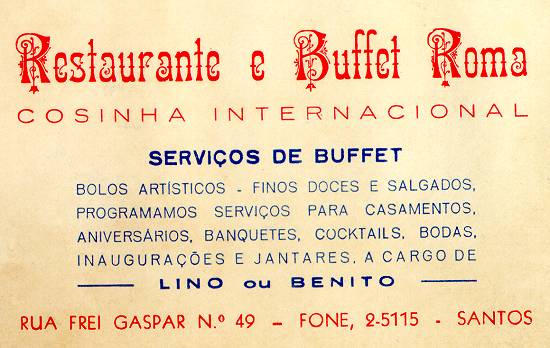 Restaurante e Buffet Roma
COSINHA INTERNACIONAL
SERVIÇOS DE BUFFET
BOLOS ARTÍSTICOS - FINOS DOCES E SALGADOS,
PROGRAMAMOS SERVIÇOS PARA CASAMENTOS,
ANIVERSÁRIOS, BANQUETES, COCKTAILS, BODAS,
INAUGURAÇÕES E JANTARES. A CARGO DE
LINO ou BENITO
RUA FREI GASPAR N.º 49 - FONE, 2-5115 - SANTOS